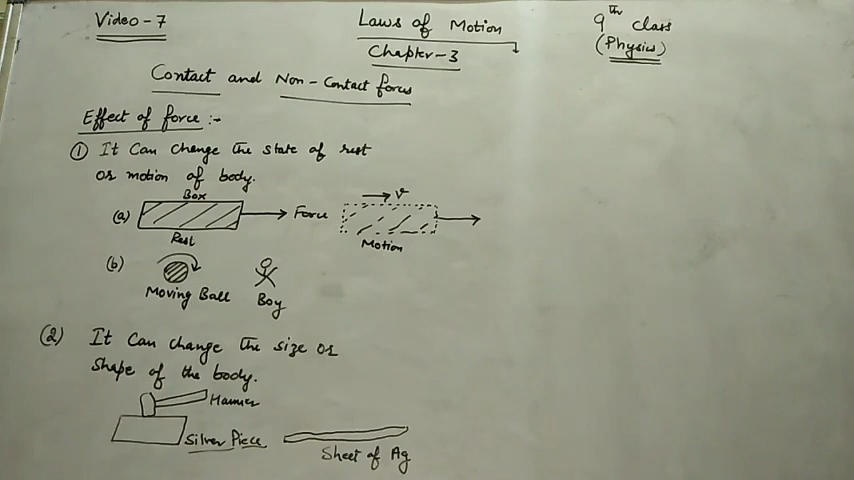 Video-7
Laws of Motion
9th class
(Physics)
Chapter-3
Contact and Non-Contact forces
Effect of force :-
① It Can change the state of rest
or motion of body.
Box
(a)
Force
v
Rest
Motion
(b)
Moving Ball
Boy
(2) It Can change the size or
shape of the body.
Hammer
Silver Piece
Sheet of Ag